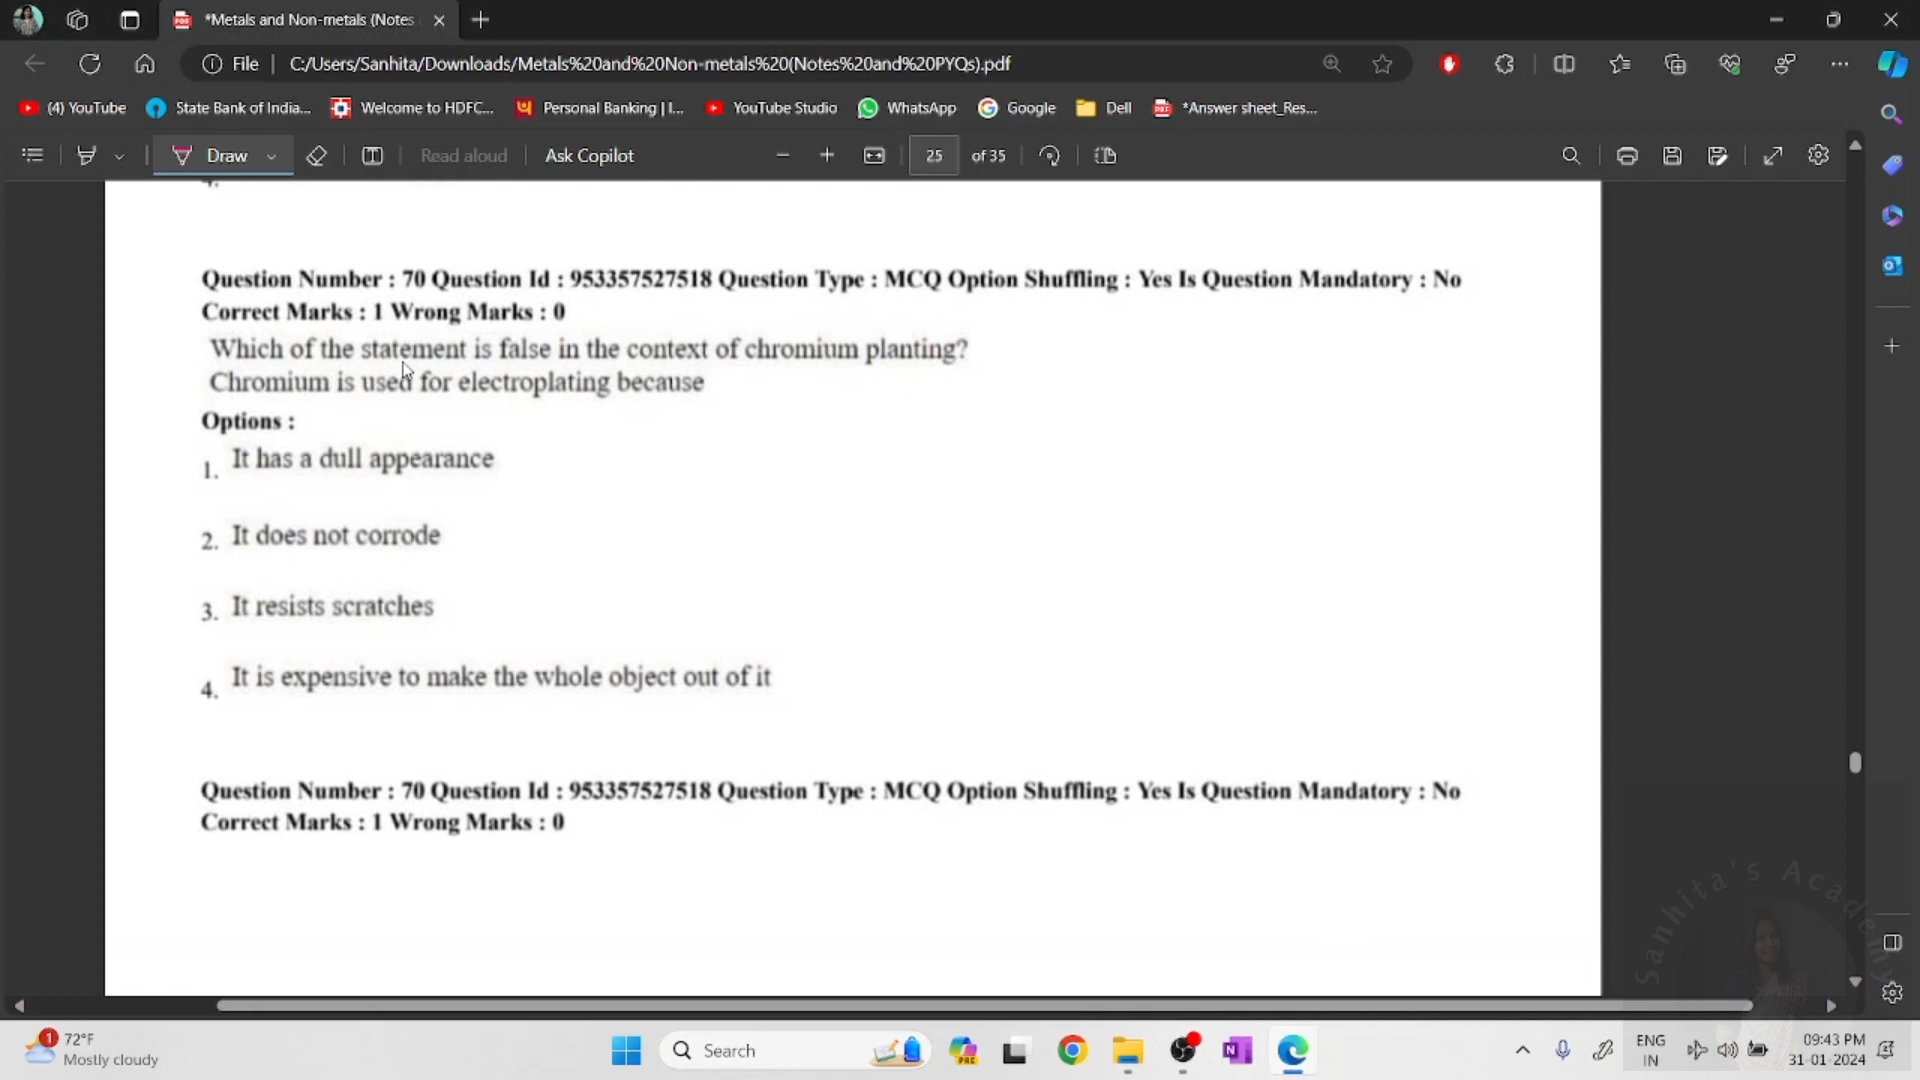 *Metals and Non-metals (Notes
File
C:/Users/Sanhita/Downloads/Metals%20and%20Non-metals%20(Notes%20and%20PYQs).pdf
(4) YouTube
State Bank of India...
Welcome to HDFC...
Personal Banking | I...
YouTube Studio
WhatsApp
Google
Dell
*Answer sheet_Res...
Draw
Read aloud
Ask Copilot
25
of 35
Question Number : 70 Question Id : 953357527518 Question Type : MCQ Option Shuffling : Yes Is Question Mandatory : No
Correct Marks : 1 Wrong Marks : 0
Which of the statement is false in the context of chromium planting?
Chromium is used for electroplating because
Options :
1. It has a dull appearance
2. It does not corrode
3. It resists scratches
4. It is expensive to make the whole object out of it
Question Number : 70 Question Id : 953357527518 Question Type : MCQ Option Shuffling : Yes Is Question Mandatory : No
Correct Marks : 1 Wrong Marks : 0
Sanhita's Academy
1
72°F
Mostly cloudy
Search
PRE
ENG
IN
09:43 PM
31-01-2024